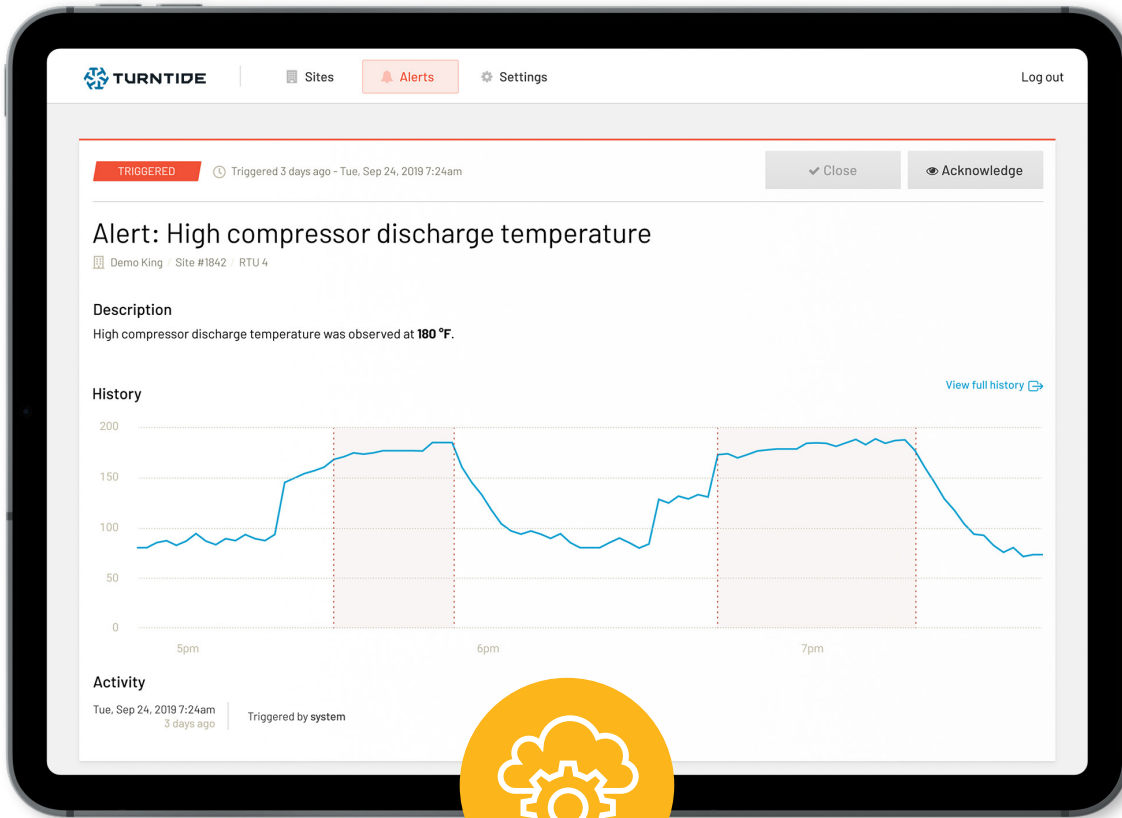 TURNTIDE
Sites
Alerts
Settings
Log out
TRIGGERED
Triggered 3 days ago - Tue, Sep 24, 2019 7:24am
Close
Acknowledge
Alert: High compressor discharge temperature
Demo King / Site #1842 / RTU 4
Description
High compressor discharge temperature was observed at 180 °F.
History
View full history
200
150
100
50
0
5pm
6pm
7pm
Activity
Tue, Sep 24, 2019 7:24am
3 days ago
Triggered by system